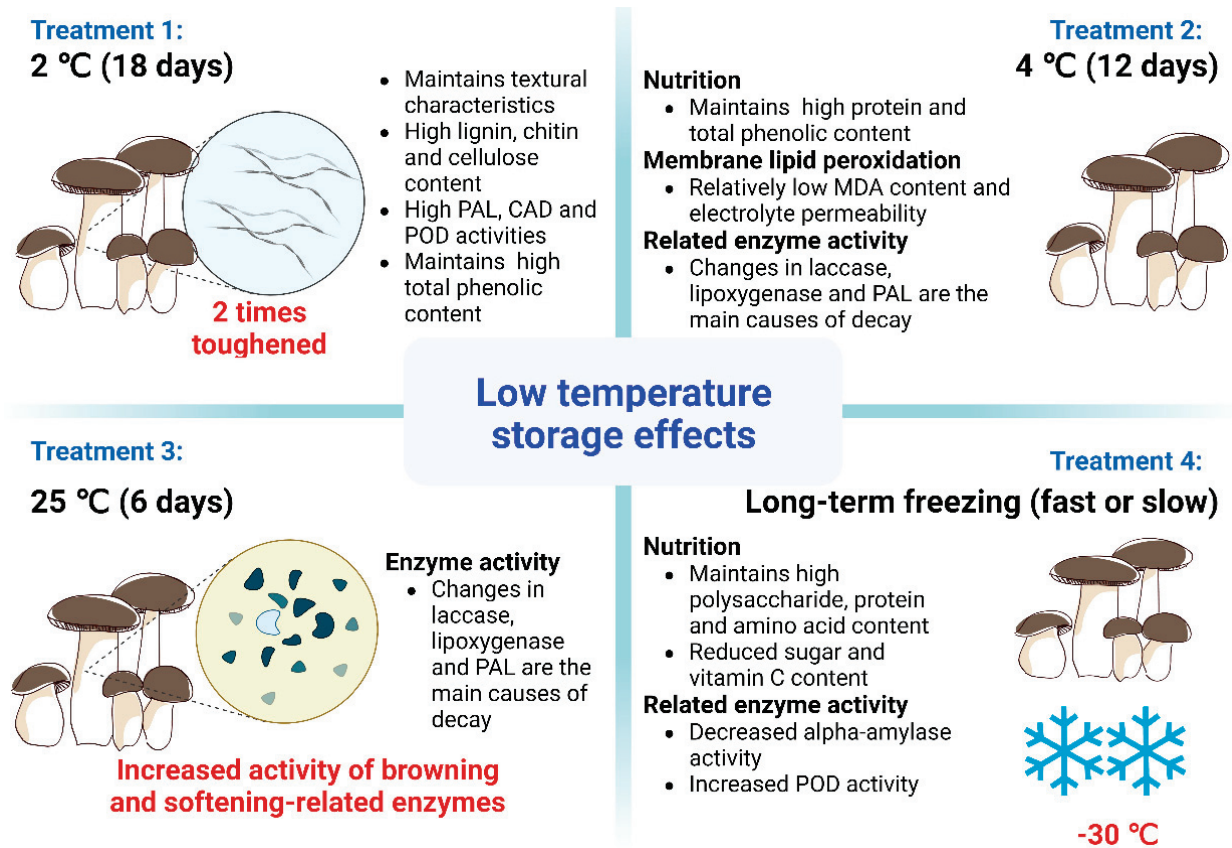 Treatment 1:
2 ℃ (18 days)
• Maintains textural
characteristics
• High lignin, chitin
and cellulose
content
• High PAL, CAD and
POD activities
• Maintains high
total phenolic
content
2 times
toughened
Treatment 2:
4 ℃ (12 days)
Nutrition
• Maintains high protein and
total phenolic content
Membrane lipid peroxidation
• Relatively low MDA content and
electrolyte permeability
Related enzyme activity
• Changes in laccase,
lipoxygenase and PAL are the
main causes of decay
Low temperature
storage effects
Treatment 3:
25 ℃ (6 days)
Enzyme activity
• Changes in
laccase,
lipoxygenase
and PAL are the
main causes of
decay
Increased activity of browning
and softening-related enzymes
Treatment 4:
Long-term freezing (fast or slow)
Nutrition
• Maintains high
polysaccharide, protein
and amino acid content
• Reduced sugar and
vitamin C content
Related enzyme activity
• Decreased alpha-amylase
activity
• Increased POD activity
-30 ℃